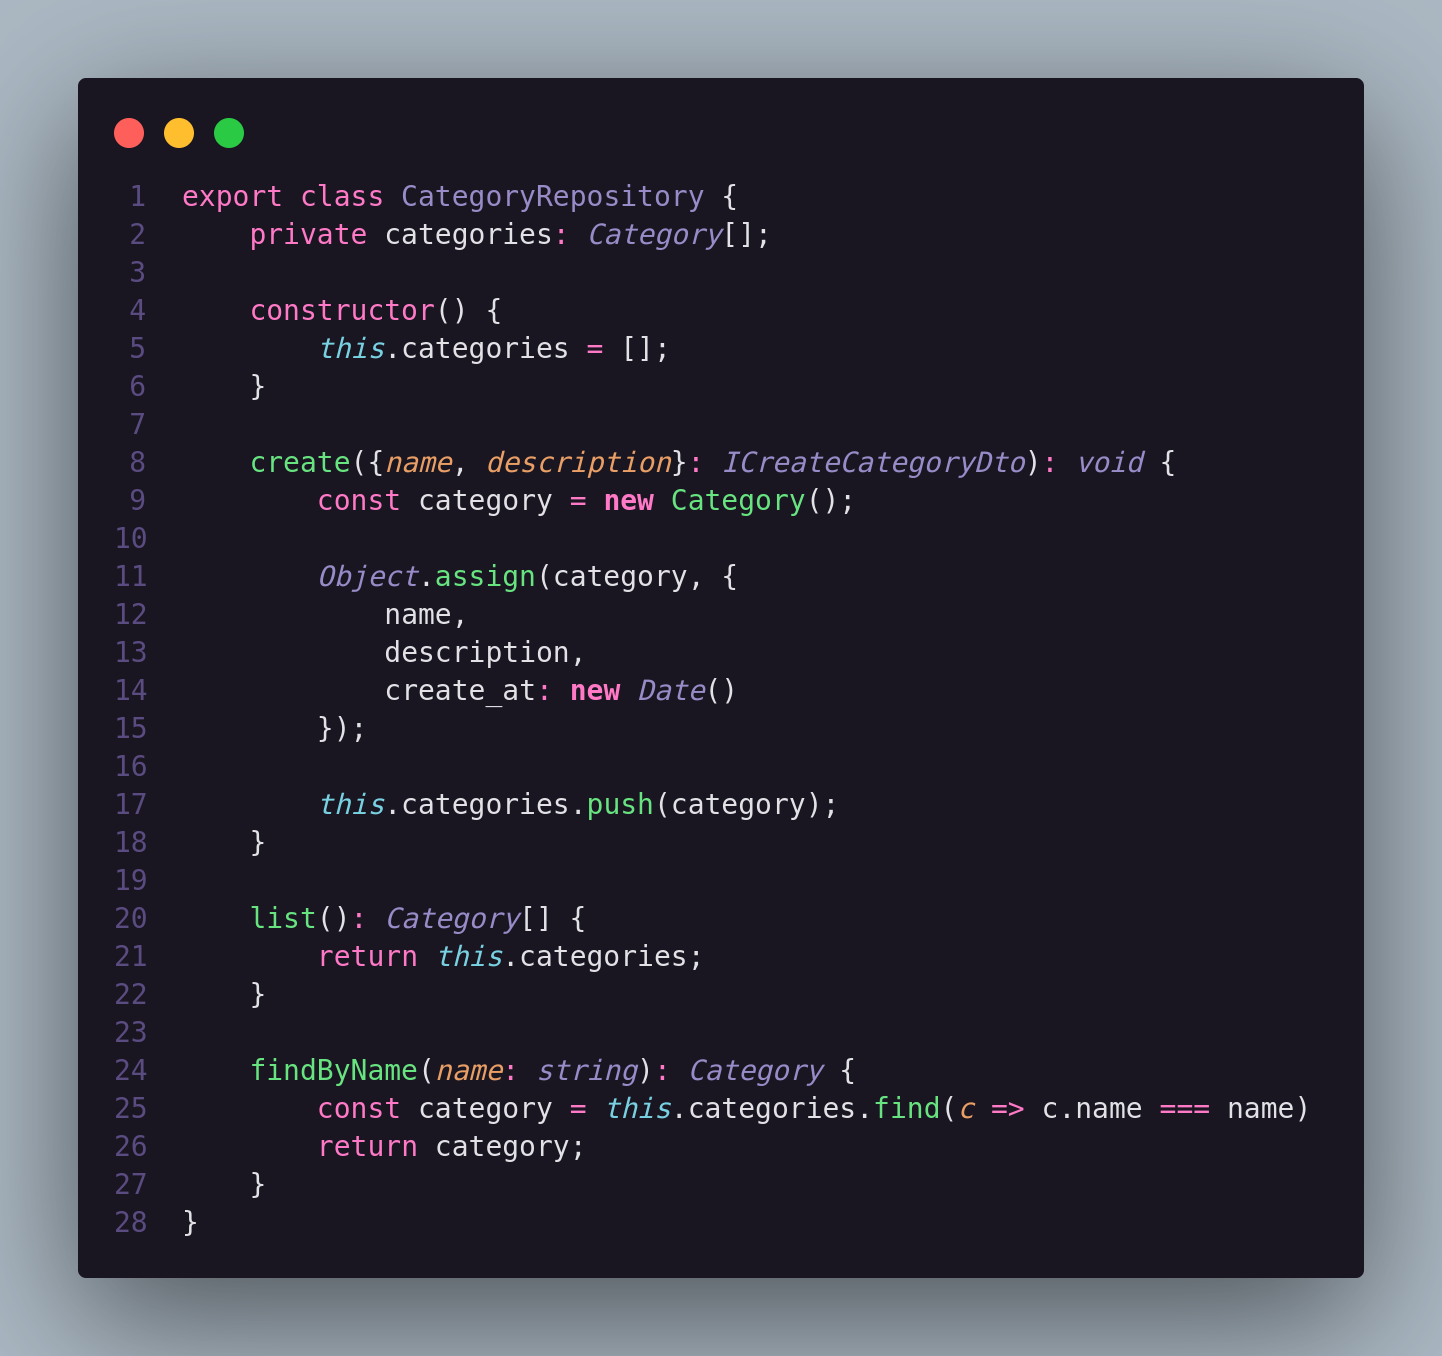 1 export class CategoryRepository {
2     private categories: Category[];
3
4     constructor() {
5         this.categories = [];
6     }
7
8     create({name, description}: ICreateCategoryDto): void {
9         const category = new Category();
10
11         Object.assign(category, {
12             name,
13             description,
14             create_at: new Date()
15         });
16
17         this.categories.push(category);
18     }
19
20     list(): Category[] {
21         return this.categories;
22     }
23
24     findByName(name: string): Category {
25         const category = this.categories.find(c => c.name === name)
26         return category;
27     }
28 }